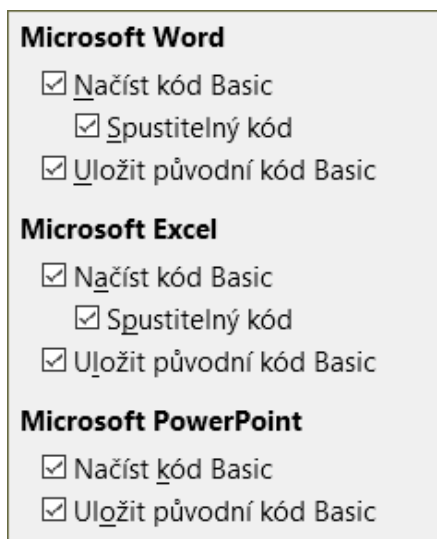 Microsoft Word
Načíst kód Basic
Spustitelný kód
Uložit původní kód Basic
Microsoft Excel
Načíst kód Basic
Spustitelný kód
Uložit původní kód Basic
Microsoft PowerPoint
Načíst kód Basic
Uložit původní kód Basic